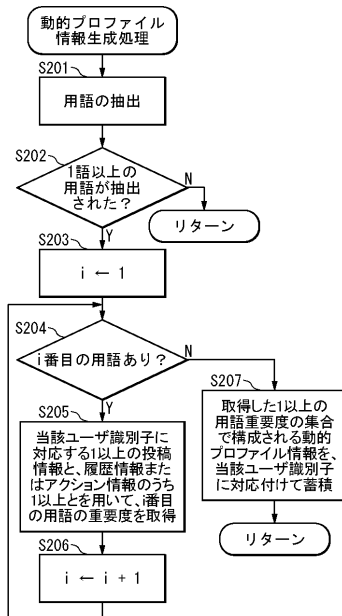 動的プロファイル
情報生成処理
S201
用語の抽出
S202
1語以上の
用語が抽出
された？
N
リターン
Y
S203
i ← 1
S204
i番目の用語あり？
N
Y
S205
当該ユーザ識別子に
対応する1以上の投稿
情報と、履歴情報また
はアクション情報のうち
1以上とを用いて、i番目
の用語の重要度を取得
S206
i ← i + 1
S207
取得した1以上の
用語重要度の集合
で構成される動的
プロファイル情報を、
当該ユーザ識別子
に対応付けて蓄積
リターン